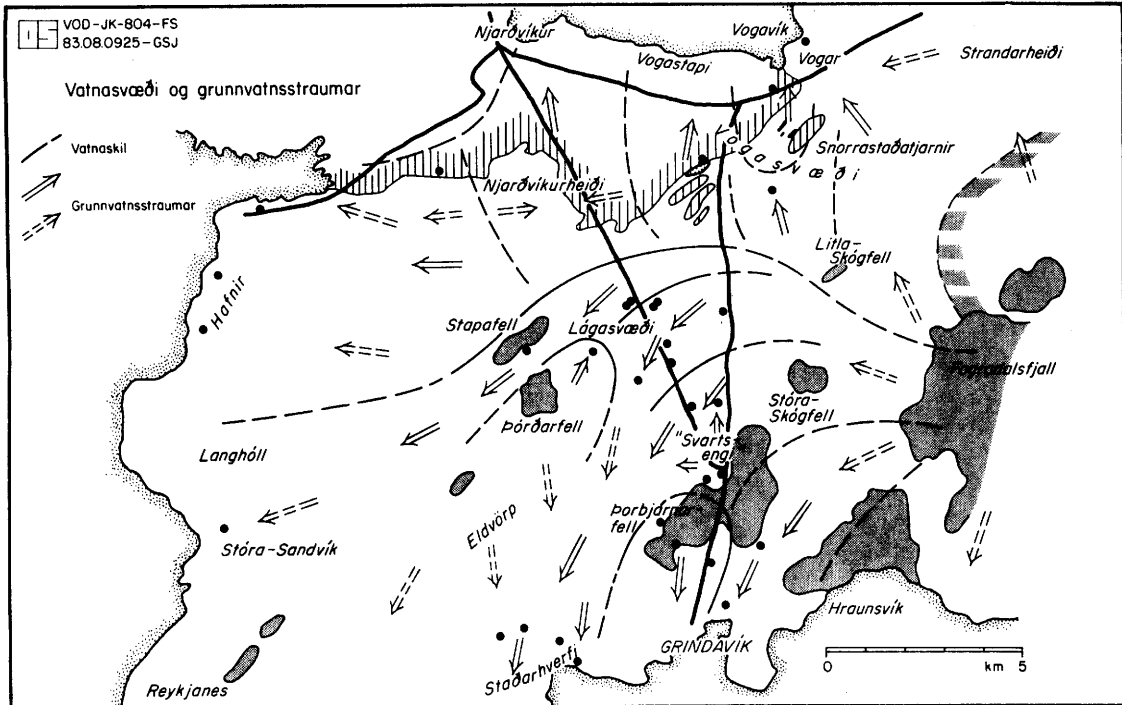 OS
VOD-JK-804-FS
83.08.0925-GSJ
Vatnasvæði og grunnvatnsstraumar
Vatnaskil
Grunnvatnsstraumar
Njarðvíkur
Vogastapi
Vogavík
Vogar
Strandarheiði
Snorrastaðatjarnir
Vogasvæði
Njarðvíkurheiði
Litla-
Skógfell
Hafnir
Stapafell
Lágasvæði
Fagradalsfjall
Stóra-
Skógfell
Þórðarfell
"Svarts-
engi
Langhóll
Þorbjarnar-
fell
Eldvörp
Stóra-Sandvík
Hraunsvík
GRINDAVÍK
Staðarhverfi
Reykjanes
0 5
km